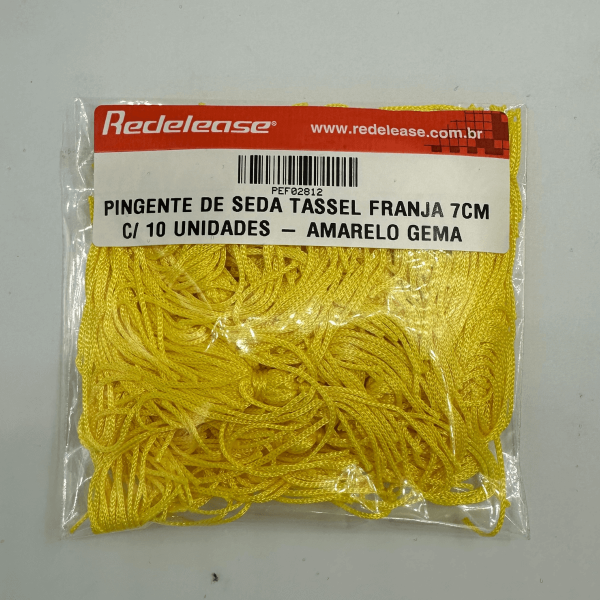 Redelease®
www.redelease.com.br
PEF02812
PINGENTE DE SEDA TASSEL FRANJA 7CM
C/ 10 UNIDADES – AMARELO GEMA